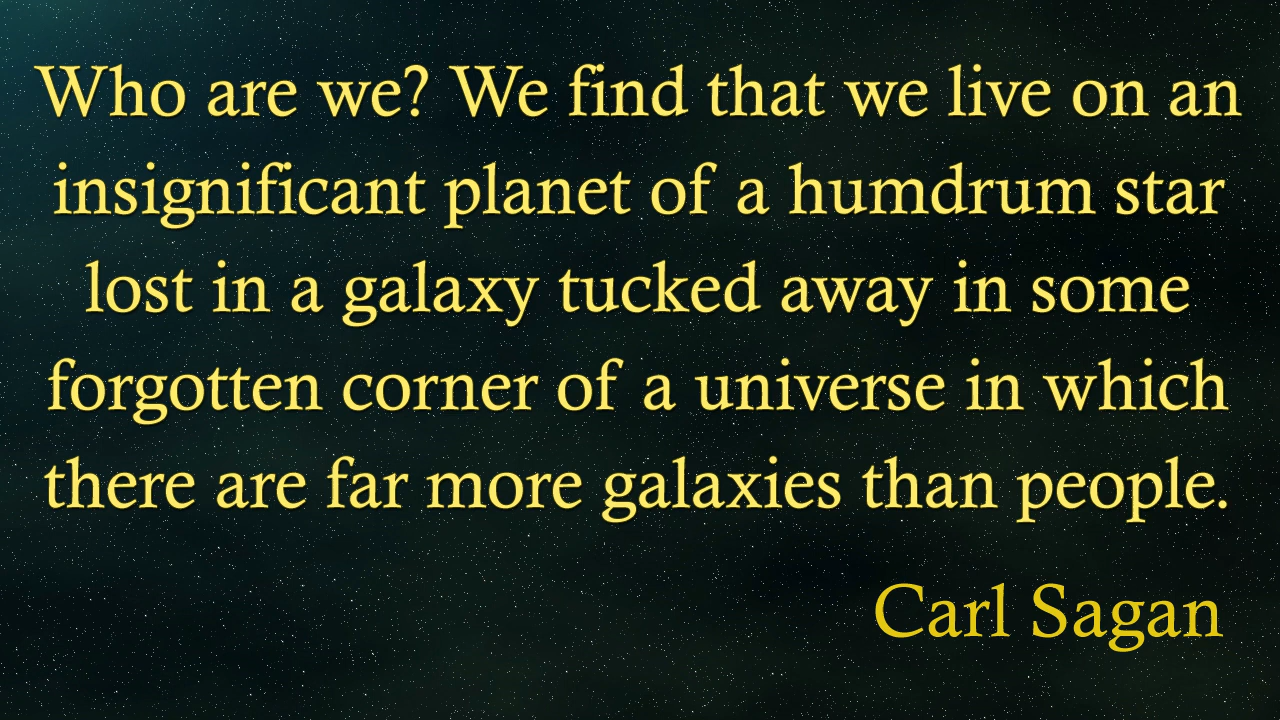 Who are we? We find that we live on an
insignificant planet of a humdrum star
lost in a galaxy tucked away in some
forgotten corner of a universe in which
there are far more galaxies than people.
Carl Sagan